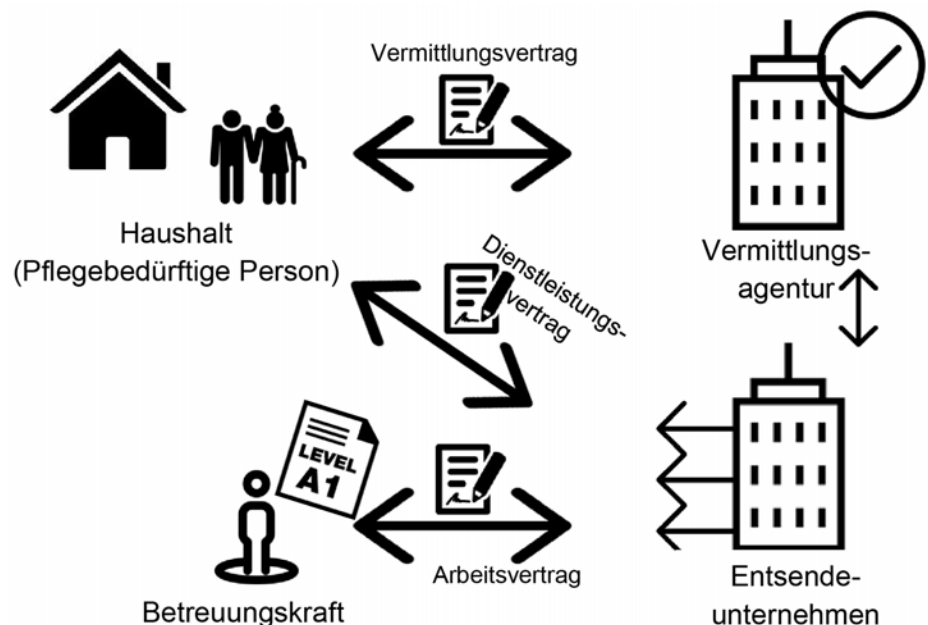 Vermittlungsvertrag
Haushalt
(Pflegebedürftige Person)
Vermittlungs-
agentur
Dienstleistungs-
vertrag
LEVEL
A1
Arbeitsvertrag
Betreuungskraft
Entsende-
unternehmen